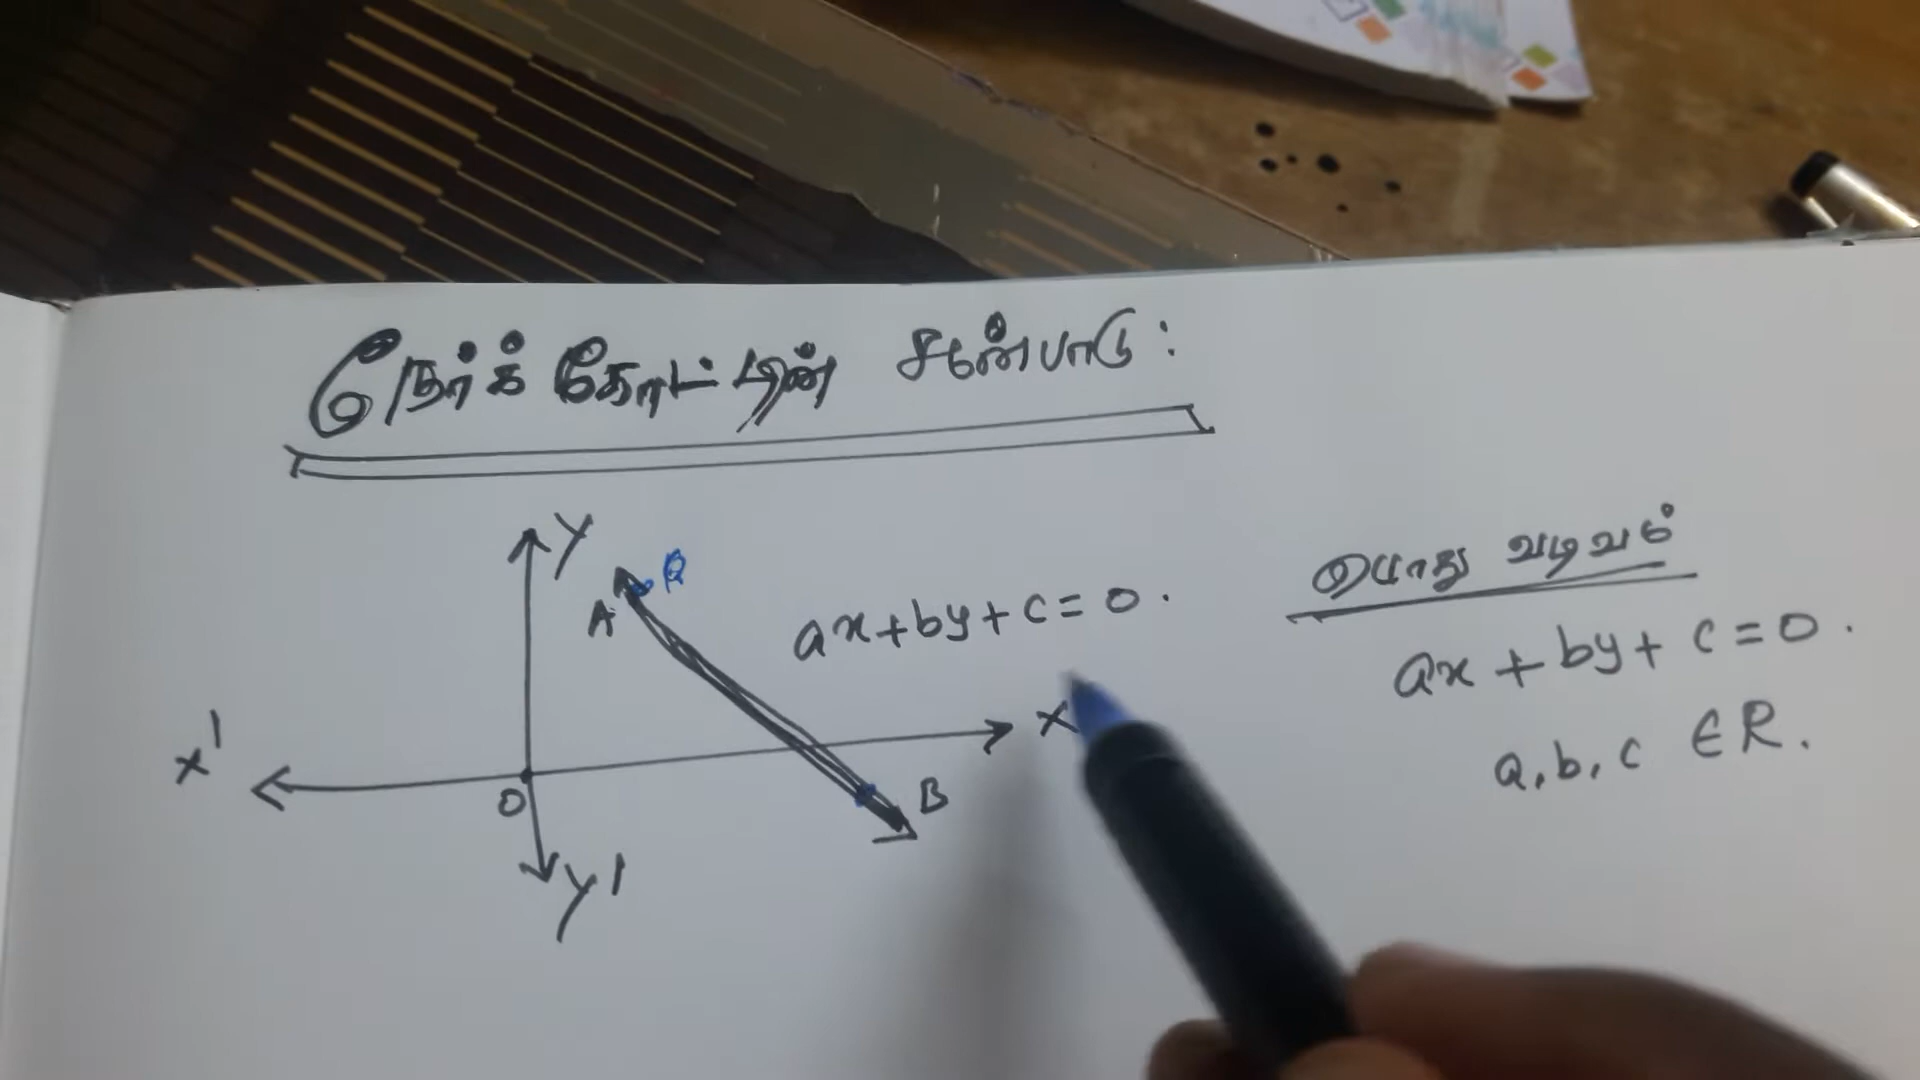 நேர்க் கோட்டின் சமன்பாடு:
Y
A
ax+by+c=0.
X'
X
O
B
Y'
பொது வடிவம்
ax+by+c=0.
a,b,c ∈R.